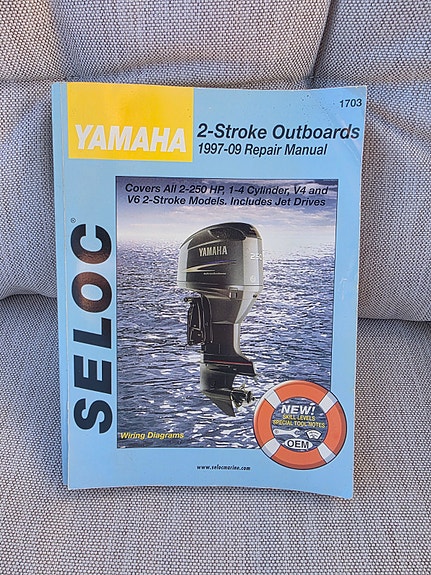 1703
YAMAHA
2-Stroke Outboards
1997-09 Repair Manual
Covers All 2-250 HP, 1-4 Cylinder, V4 and
V6 2-Stroke Models. Includes Jet Drives
SELOC®
YAMAHA
250
NEW!
SKILL LEVELS
SPECIAL TOOL NOTES
OEM
Wiring Diagrams
www.selocmarine.com